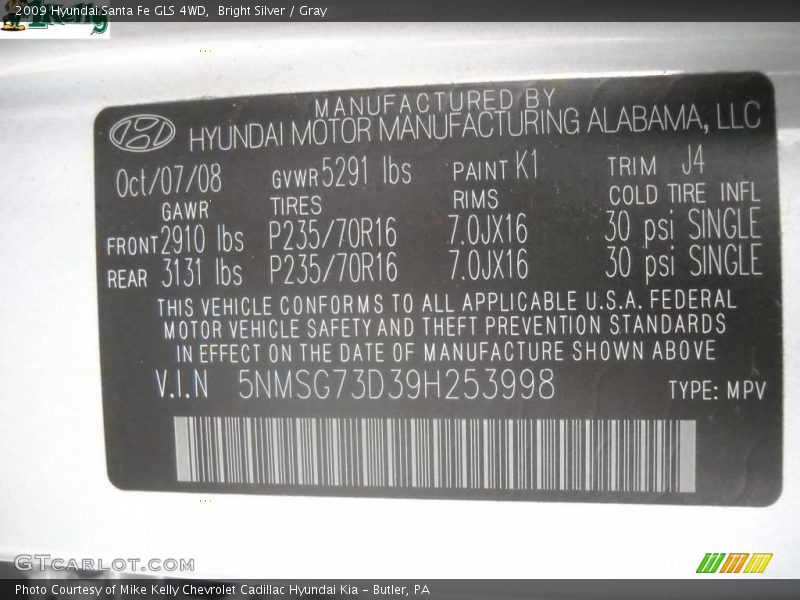 2009 Hyundai Santa Fe GLS 4WD, Bright Silver / Gray
MANUFACTURED BY
HYUNDAI MOTOR MANUFACTURING ALABAMA, LLC
Oct/07/08 GVWR 5291 lbs PAINT K1 TRIM J4
GAWR TIRES RIMS COLD TIRE INFL
FRONT 2910 lbs P235/70R16 7.0JX16 30 psi SINGLE
REAR 3131 lbs P235/70R16 7.0JX16 30 psi SINGLE
THIS VEHICLE CONFORMS TO ALL APPLICABLE U.S.A. FEDERAL
MOTOR VEHICLE SAFETY AND THEFT PREVENTION STANDARDS
IN EFFECT ON THE DATE OF MANUFACTURE SHOWN ABOVE
V.I.N 5NMSG73D39H253998 TYPE: MPV
GTCARLOT.COM
Photo Courtesy of Mike Kelly Chevrolet Cadillac Hyundai Kia - Butler, PA